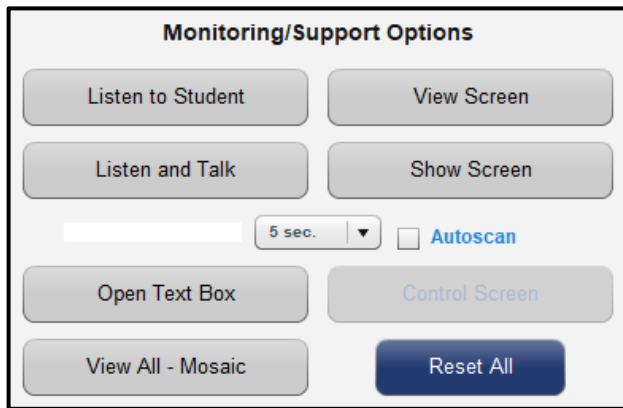 Monitoring/Support Options
Listen to Student View Screen
Listen and Talk Show Screen
5 sec. Autoscan
Open Text Box Control Screen
View All - Mosaic Reset All